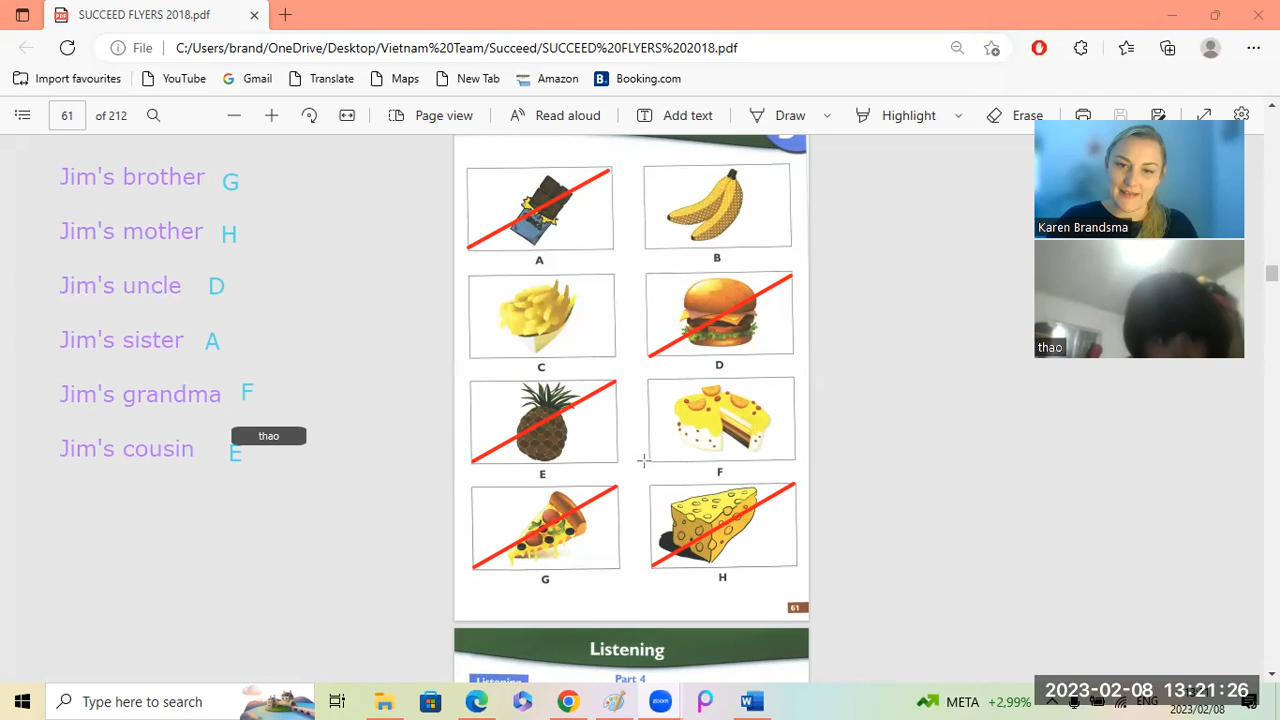 SUCCEED FLYERS 2018.pdf
File C:/Users/brand/OneDrive/Desktop/Vietnam%20Team/Succeed/SUCCEED%20FLYERS%202018.pdf
Import favourites YouTube Gmail Translate Maps New Tab Amazon B. Booking.com
61 of 212 Page view Read aloud Add text Draw Highlight Erase
Jim's brother G
Jim's mother H
Jim's uncle D
Jim's sister A
Jim's grandma F
thao
Jim's cousin E
A
B
C
D
E
F
G
H
61
Listening
Listening Part 4
Karen Brandsma
thao
Type here to search
META +2,99%
2023-02-08 13:21:26
2023/02/08